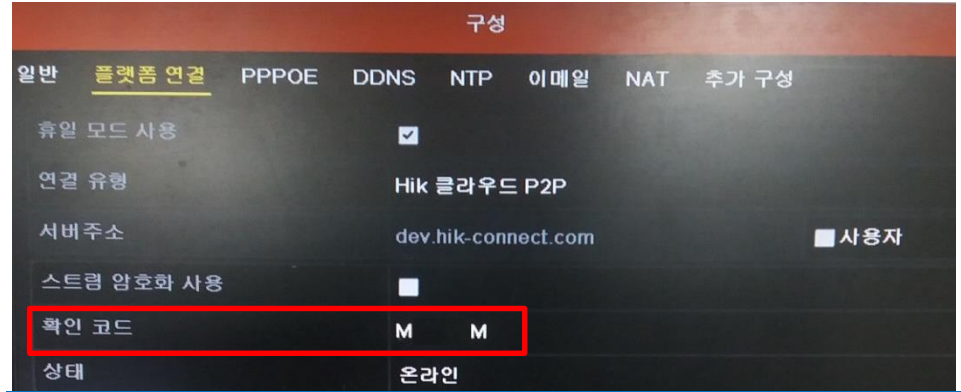 구성
일반 플랫폼 연결 PPPOE DDNS NTP 이메일 NAT 추가 구성
휴일 모드 사용
연결 유형 Hik 클라우드 P2P
서버주소 dev.hik-connect.com 사용자
스트림 암호화 사용
확인 코드 M M
상태 온라인